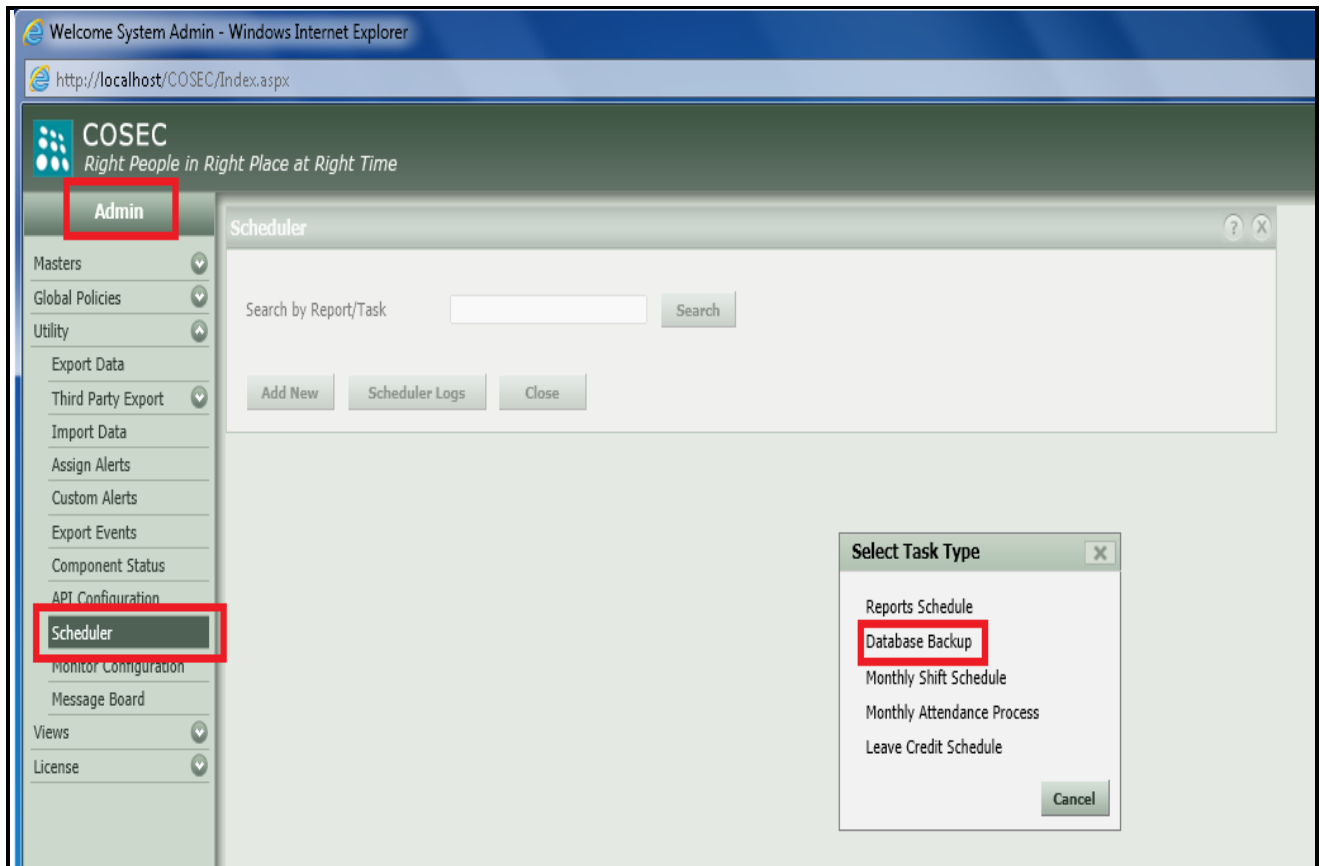 Welcome System Admin - Windows Internet Explorer
http://localhost/COSEC/Index.aspx
COSEC
Right People in Right Place at Right Time
Admin
Scheduler
? X
Masters
Global Policies
Utility
Export Data
Third Party Export
Import Data
Assign Alerts
Custom Alerts
Export Events
Component Status
API Configuration
Scheduler
Monitor Configuration
Message Board
Views
License
Search by Report/Task
Search
Add New Scheduler Logs Close
Select Task Type
Reports Schedule
Database Backup
Monthly Shift Schedule
Monthly Attendance Process
Leave Credit Schedule
Cancel